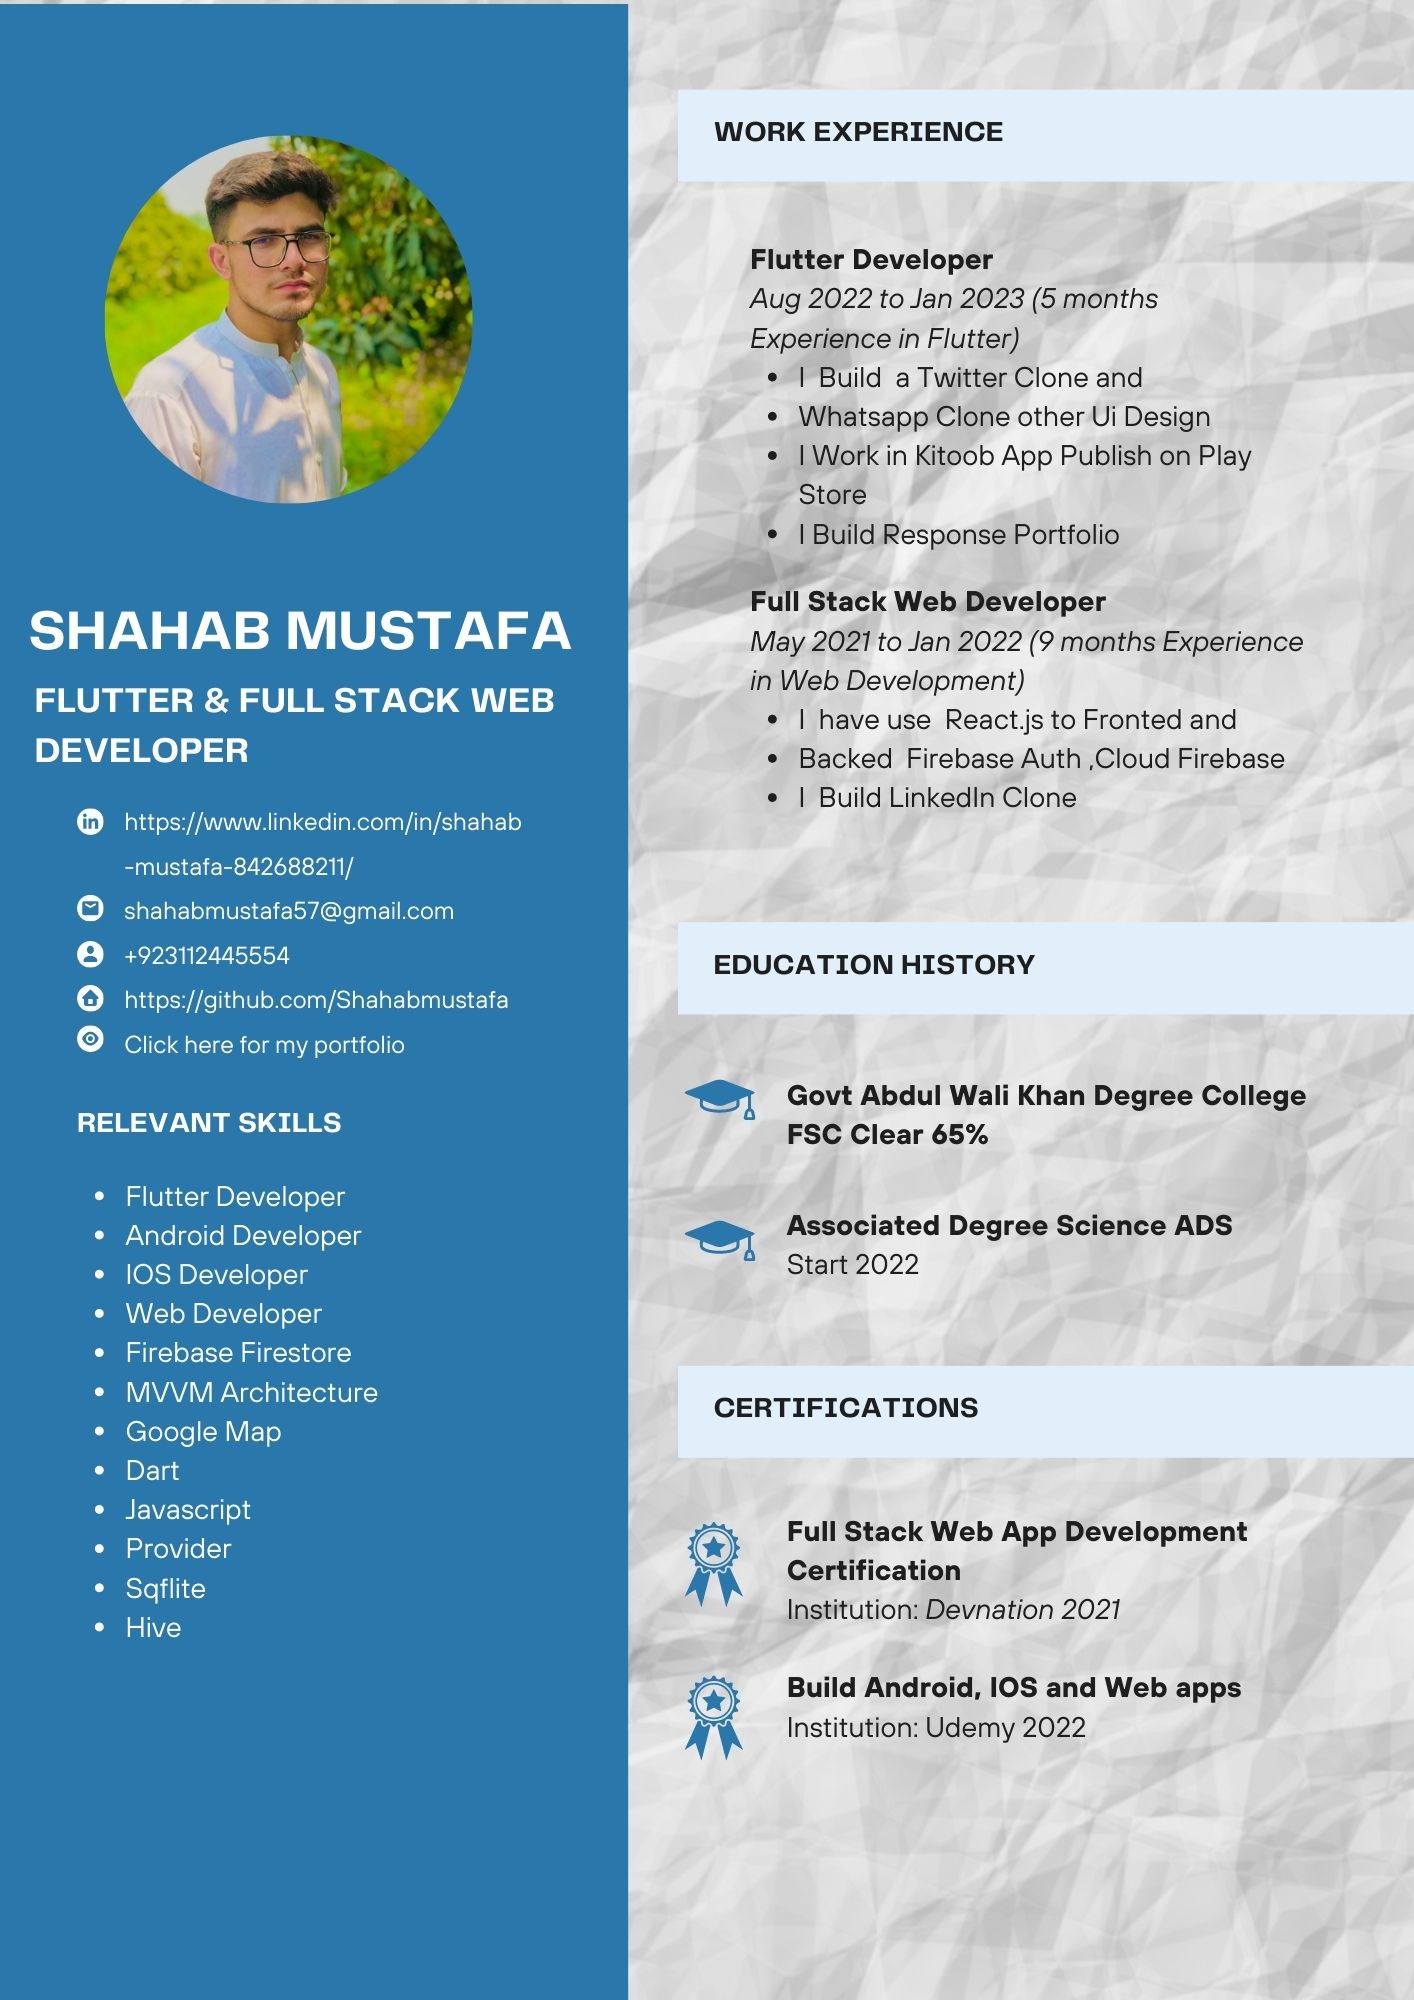 SHAHAB MUSTAFA
FLUTTER & FULL STACK WEB
DEVELOPER
https://www.linkedin.com/in/shahab
-mustafa-842688211/
shahabmustafa57@gmail.com
+923112445554
https://github.com/Shahabmustafa
Click here for my portfolio
RELEVANT SKILLS
• Flutter Developer
• Android Developer
• IOS Developer
• Web Developer
• Firebase Firestore
• MVVM Architecture
• Google Map
• Dart
• Javascript
• Provider
• Sqflite
• Hive
WORK EXPERIENCE
Flutter Developer
Aug 2022 to Jan 2023 (5 months
Experience in Flutter)
• I  Build  a Twitter Clone and
• Whatsapp Clone other Ui Design
• I Work in Kitoob App Publish on Play
Store
• I Build Response Portfolio
Full Stack Web Developer
May 2021 to Jan 2022 (9 months Experience
in Web Development)
• I  have use  React.js to Fronted and
• Backed  Firebase Auth ,Cloud Firebase
• I  Build LinkedIn Clone
EDUCATION HISTORY
Govt Abdul Wali Khan Degree College
FSC Clear 65%
Associated Degree Science ADS
Start 2022
CERTIFICATIONS
Full Stack Web App Development
Certification
Institution: Devnation 2021
Build Android, IOS and Web apps
Institution: Udemy 2022